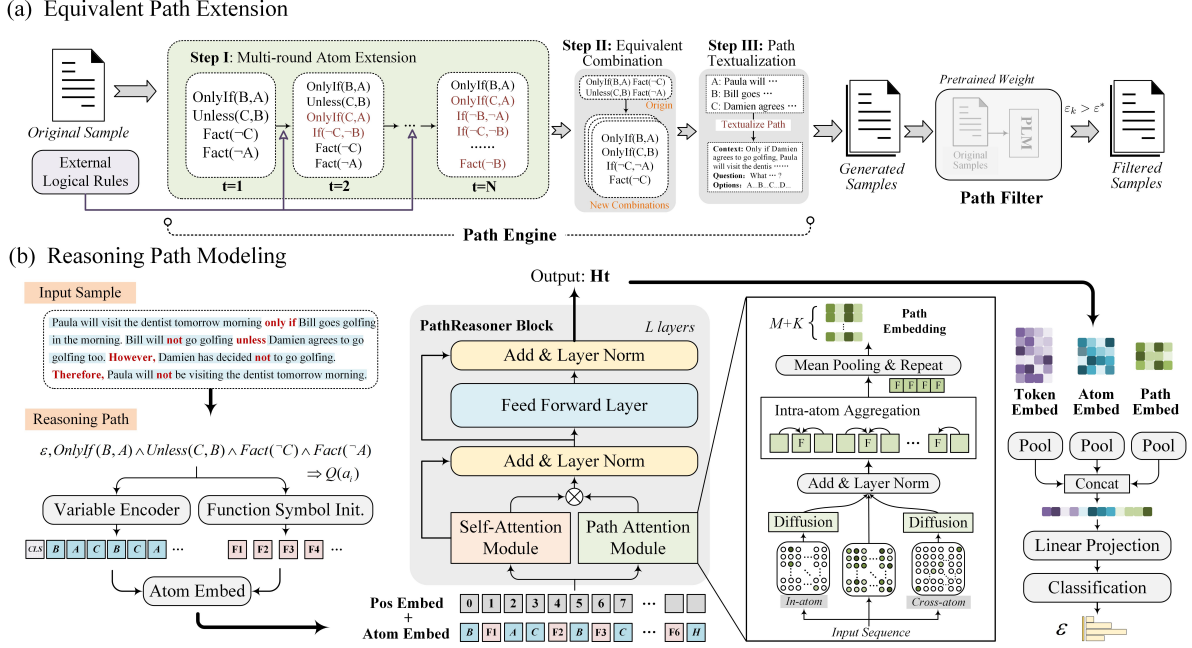 (a) Equivalent Path Extension
Original Sample
External
Logical Rules
Step I: Multi-round Atom Extension
OnlyIf(B,A)
Unless(C,B)
Fact(¬C)
Fact(¬A)
t=1
OnlyIf(B,A)
Unless(C,B)
OnlyIf(C,A)
If(¬C,¬B)
Fact(¬C)
Fact(¬A)
t=2
...
OnlyIf(B,A)
OnlyIf(C,A)
If(¬B,¬A)
If(¬C,¬B)
......
Fact(¬B)
t=N
Step II: Equivalent
Combination
OnlyIf(B,A) Fact(¬C)
Unless(C,B) Fact(¬A)
Origin
OnlyIf(B,A)
OnlyIf(C,B)
If(¬C,¬A)
Fact(¬C)
New Combinations
Step III: Path
Textualization
A: Paula will ···
B: Bill goes ···
C: Damien agrees ···
Textualize Path
Context: Only if Damien
agrees to go golfing, Paula
will visit the dentis ······
Question: What ··· ?
Options: A...B...C...D...
Generated
Samples
Pretrained Weight
Original
Samples
PLM
Path Filter
εk > ε*
Filtered
Samples
Path Engine
(b) Reasoning Path Modeling
Input Sample
Paula will visit the dentist tomorrow morning only if Bill goes golfing
in the morning. Bill will not go golfing unless Damien agrees to go
golfing too. However, Damien has decided not to go golfing.
Therefore, Paula will not be visiting the dentist tomorrow morning.
Reasoning Path
ε, OnlyIf (B, A) ∧ Unless(C, B) ∧ Fact(¬C) ∧ Fact(¬A)
⇒ Q(ai)
Variable Encoder
Function Symbol Init.
CLS B A C B C A ···
F1 F2 F3 F4 ···
Atom Embed
Output: Ht
PathReasoner Block
L layers
Add & Layer Norm
Feed Forward Layer
Add & Layer Norm
Self-Attention
Module
Path Attention
Module
Pos Embed
+
Atom Embed
0 1 2 3 4 5 6 7 ···
B F1 A C F2 B F3 C ··· F6 H
M+K
Path
Embedding
Mean Pooling & Repeat
F F F F
Intra-atom Aggregation
F F ··· F
Add & Layer Norm
Diffusion
Diffusion
In-atom
Cross-atom
Input Sequence
Token
Embed
Atom
Embed
Path
Embed
Pool
Pool
Pool
Concat
Linear Projection
Classification
ε